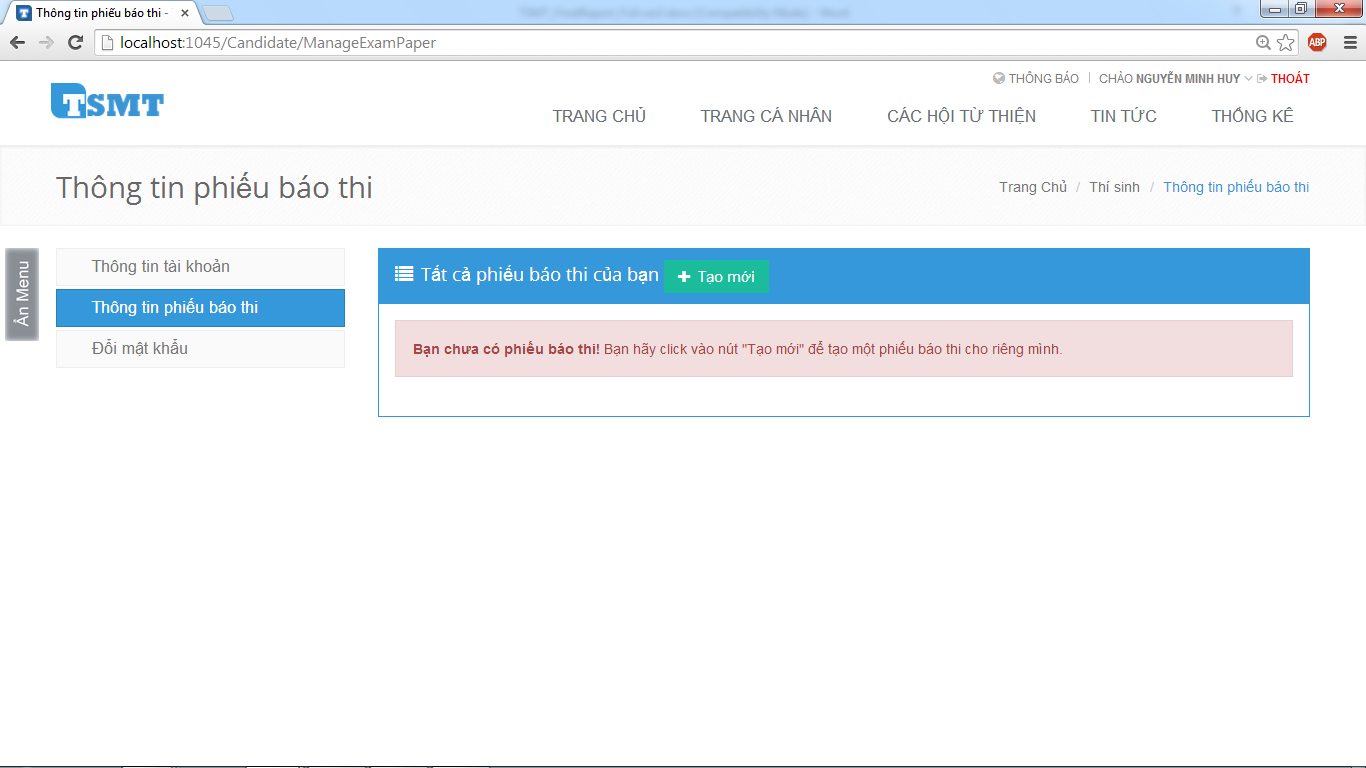 Thông tin phiếu báo thi -
localhost:1045/Candidate/ManageExamPaper
ABP
THÔNG BÁO
CHÀO NGUYỄN MINH HUY
THOÁT
TSMT
TRANG CHỦ
TRANG CÁ NHÂN
CÁC HỘI TỪ THIỆN
TIN TỨC
THỐNG KÊ
Thông tin phiếu báo thi
Trang Chủ / Thí sinh / Thông tin phiếu báo thi
Ẩn Menu
Thông tin tài khoản
Thông tin phiếu báo thi
Đổi mật khẩu
Tất cả phiếu báo thi của bạn
Tạo mới
Bạn chưa có phiếu báo thi! Bạn hãy click vào nút "Tạo mới" để tạo một phiếu báo thi cho riêng mình.